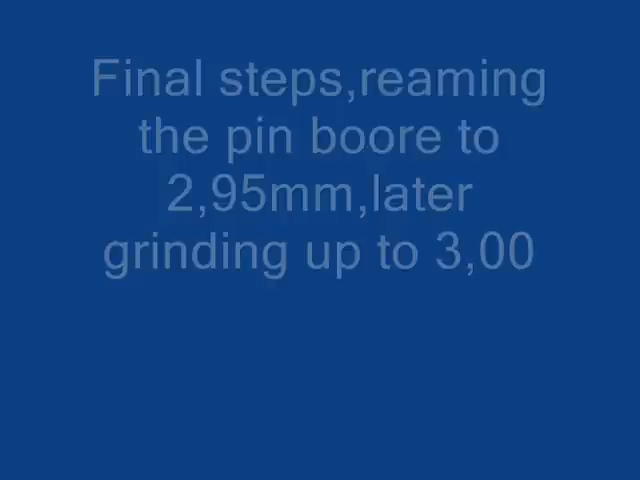 Final steps,reaming
the pin boore to
2,95mm,later
grinding up to 3,00